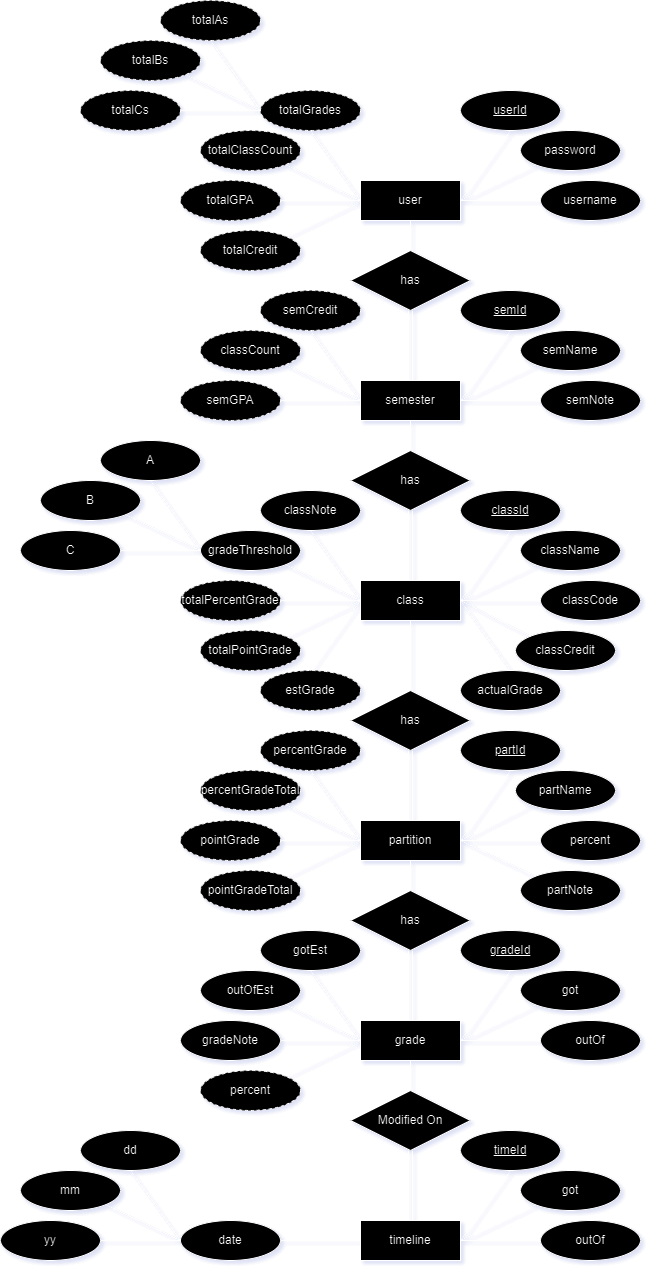 totalAs
totalBs
totalCs
totalGrades
userId
totalClassCount
password
totalGPA
user
username
totalCredit
has
semCredit
semId
classCount
semName
semGPA
semester
semNote
A
has
B
classNote
classId
C
gradeThreshold
className
totalPercentGrade
class
classCode
totalPointGrade
classCredit
estGrade
actualGrade
has
percentGrade
partId
percentGradeTotal
partName
pointGrade
partition
percent
pointGradeTotal
partNote
has
gotEst
gradeId
outOfEst
got
gradeNote
grade
outOf
percent
Modified On
dd
timeId
mm
got
yy
date
timeline
outOf